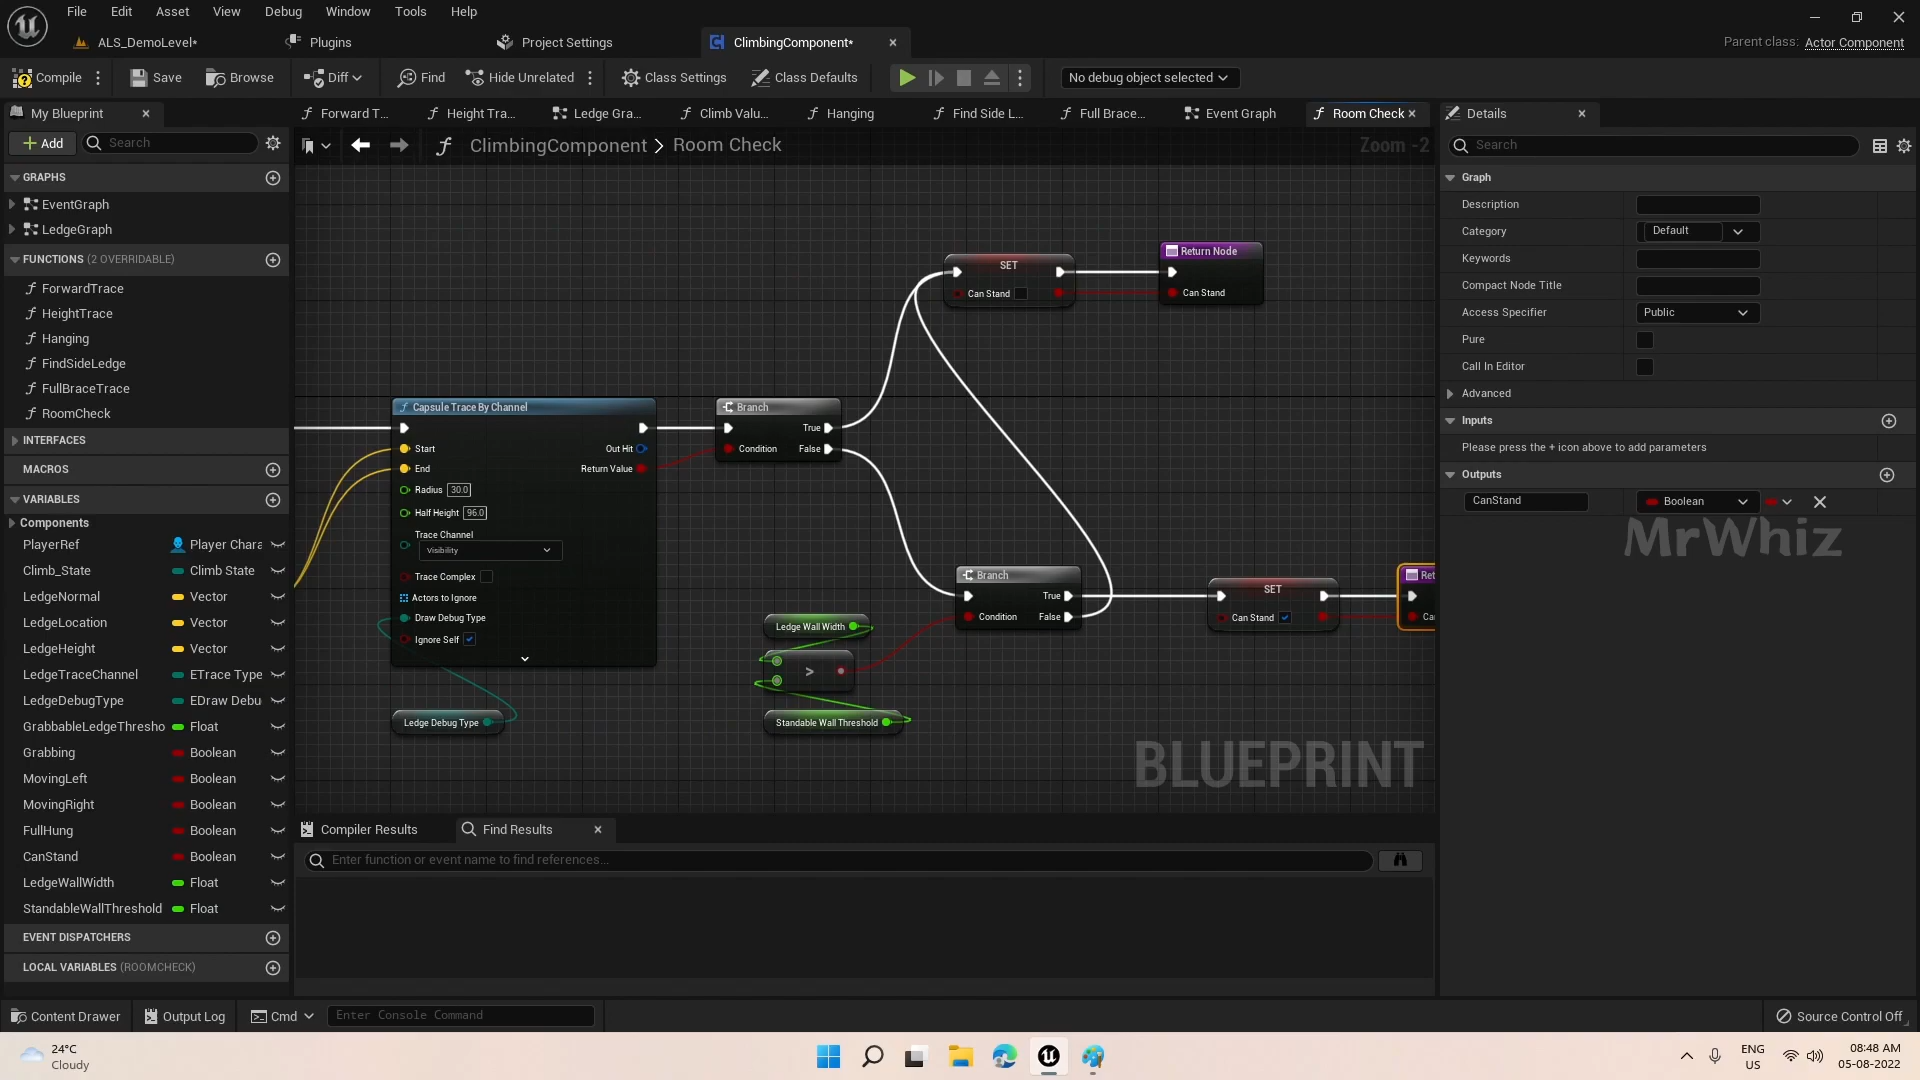 File Edit Asset View Debug Window Tools Help
ALS_DemoLevel* Plugins Project Settings ClimbingComponent*
Parent class: Actor Component
Compile Save Browse Diff Find Hide Unrelated Class Settings Class Defaults No debug object selected
My Blueprint
Add Search
GRAPHS
EventGraph
LedgeGraph
FUNCTIONS (2 OVERRIDABLE)
ForwardTrace
HeightTrace
Hanging
FindSideLedge
FullBraceTrace
RoomCheck
INTERFACES
MACROS
VARIABLES
Components
PlayerRef Player Chara
Climb_State Climb State
LedgeNormal Vector
LedgeLocation Vector
LedgeHeight Vector
LedgeTraceChannel ETrace Type
LedgeDebugType EDraw Debu
GrabbableLedgeThresho Float
Grabbing Boolean
MovingLeft Boolean
MovingRight Boolean
FullHung Boolean
CanStand Boolean
LedgeWallWidth Float
StandableWallThreshold Float
EVENT DISPATCHERS
LOCAL VARIABLES (ROOMCHECK)
Forward T... Height Tra... Ledge Gra... Climb Valu... Hanging Find Side L... Full Brace... Event Graph Room Check
ClimbingComponent > Room Check
Zoom -2
SET
Can Stand
Return Node
Can Stand
Capsule Trace By Channel
Start
Out Hit
End
Return Value
Radius 30.0
Half Height 96.0
Trace Channel
Visibility
Trace Complex
Actors to Ignore
Draw Debug Type
Ignore Self
Ledge Debug Type
Branch
True
Condition False
Branch
True
Condition False
Ledge Wall Width
>
Standable Wall Threshold
SET
Can Stand
Ret
Ca
BLUEPRINT
Compiler Results Find Results
Enter function or event name to find references...
Details
Search
Graph
Description
Category Default
Keywords
Compact Node Title
Access Specifier Public
Pure
Call In Editor
Advanced
Inputs
Please press the + icon above to add parameters
Outputs
CanStand Boolean
MrWhiz
Content Drawer Output Log Cmd Enter Console Command Source Control Off
24°C
Cloudy
ENG
US
08:48 AM
05-08-2022